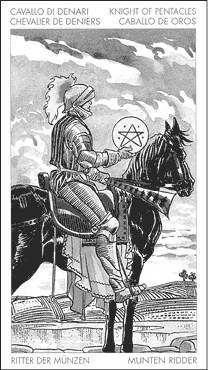 CAVALLO DI DENARI
CHEVALIER DE DENIERS
KNIGHT OF PENTACLES
CABALLO DE OROS
RITTER DER MÜNZEN
MUNTEN RIDDER